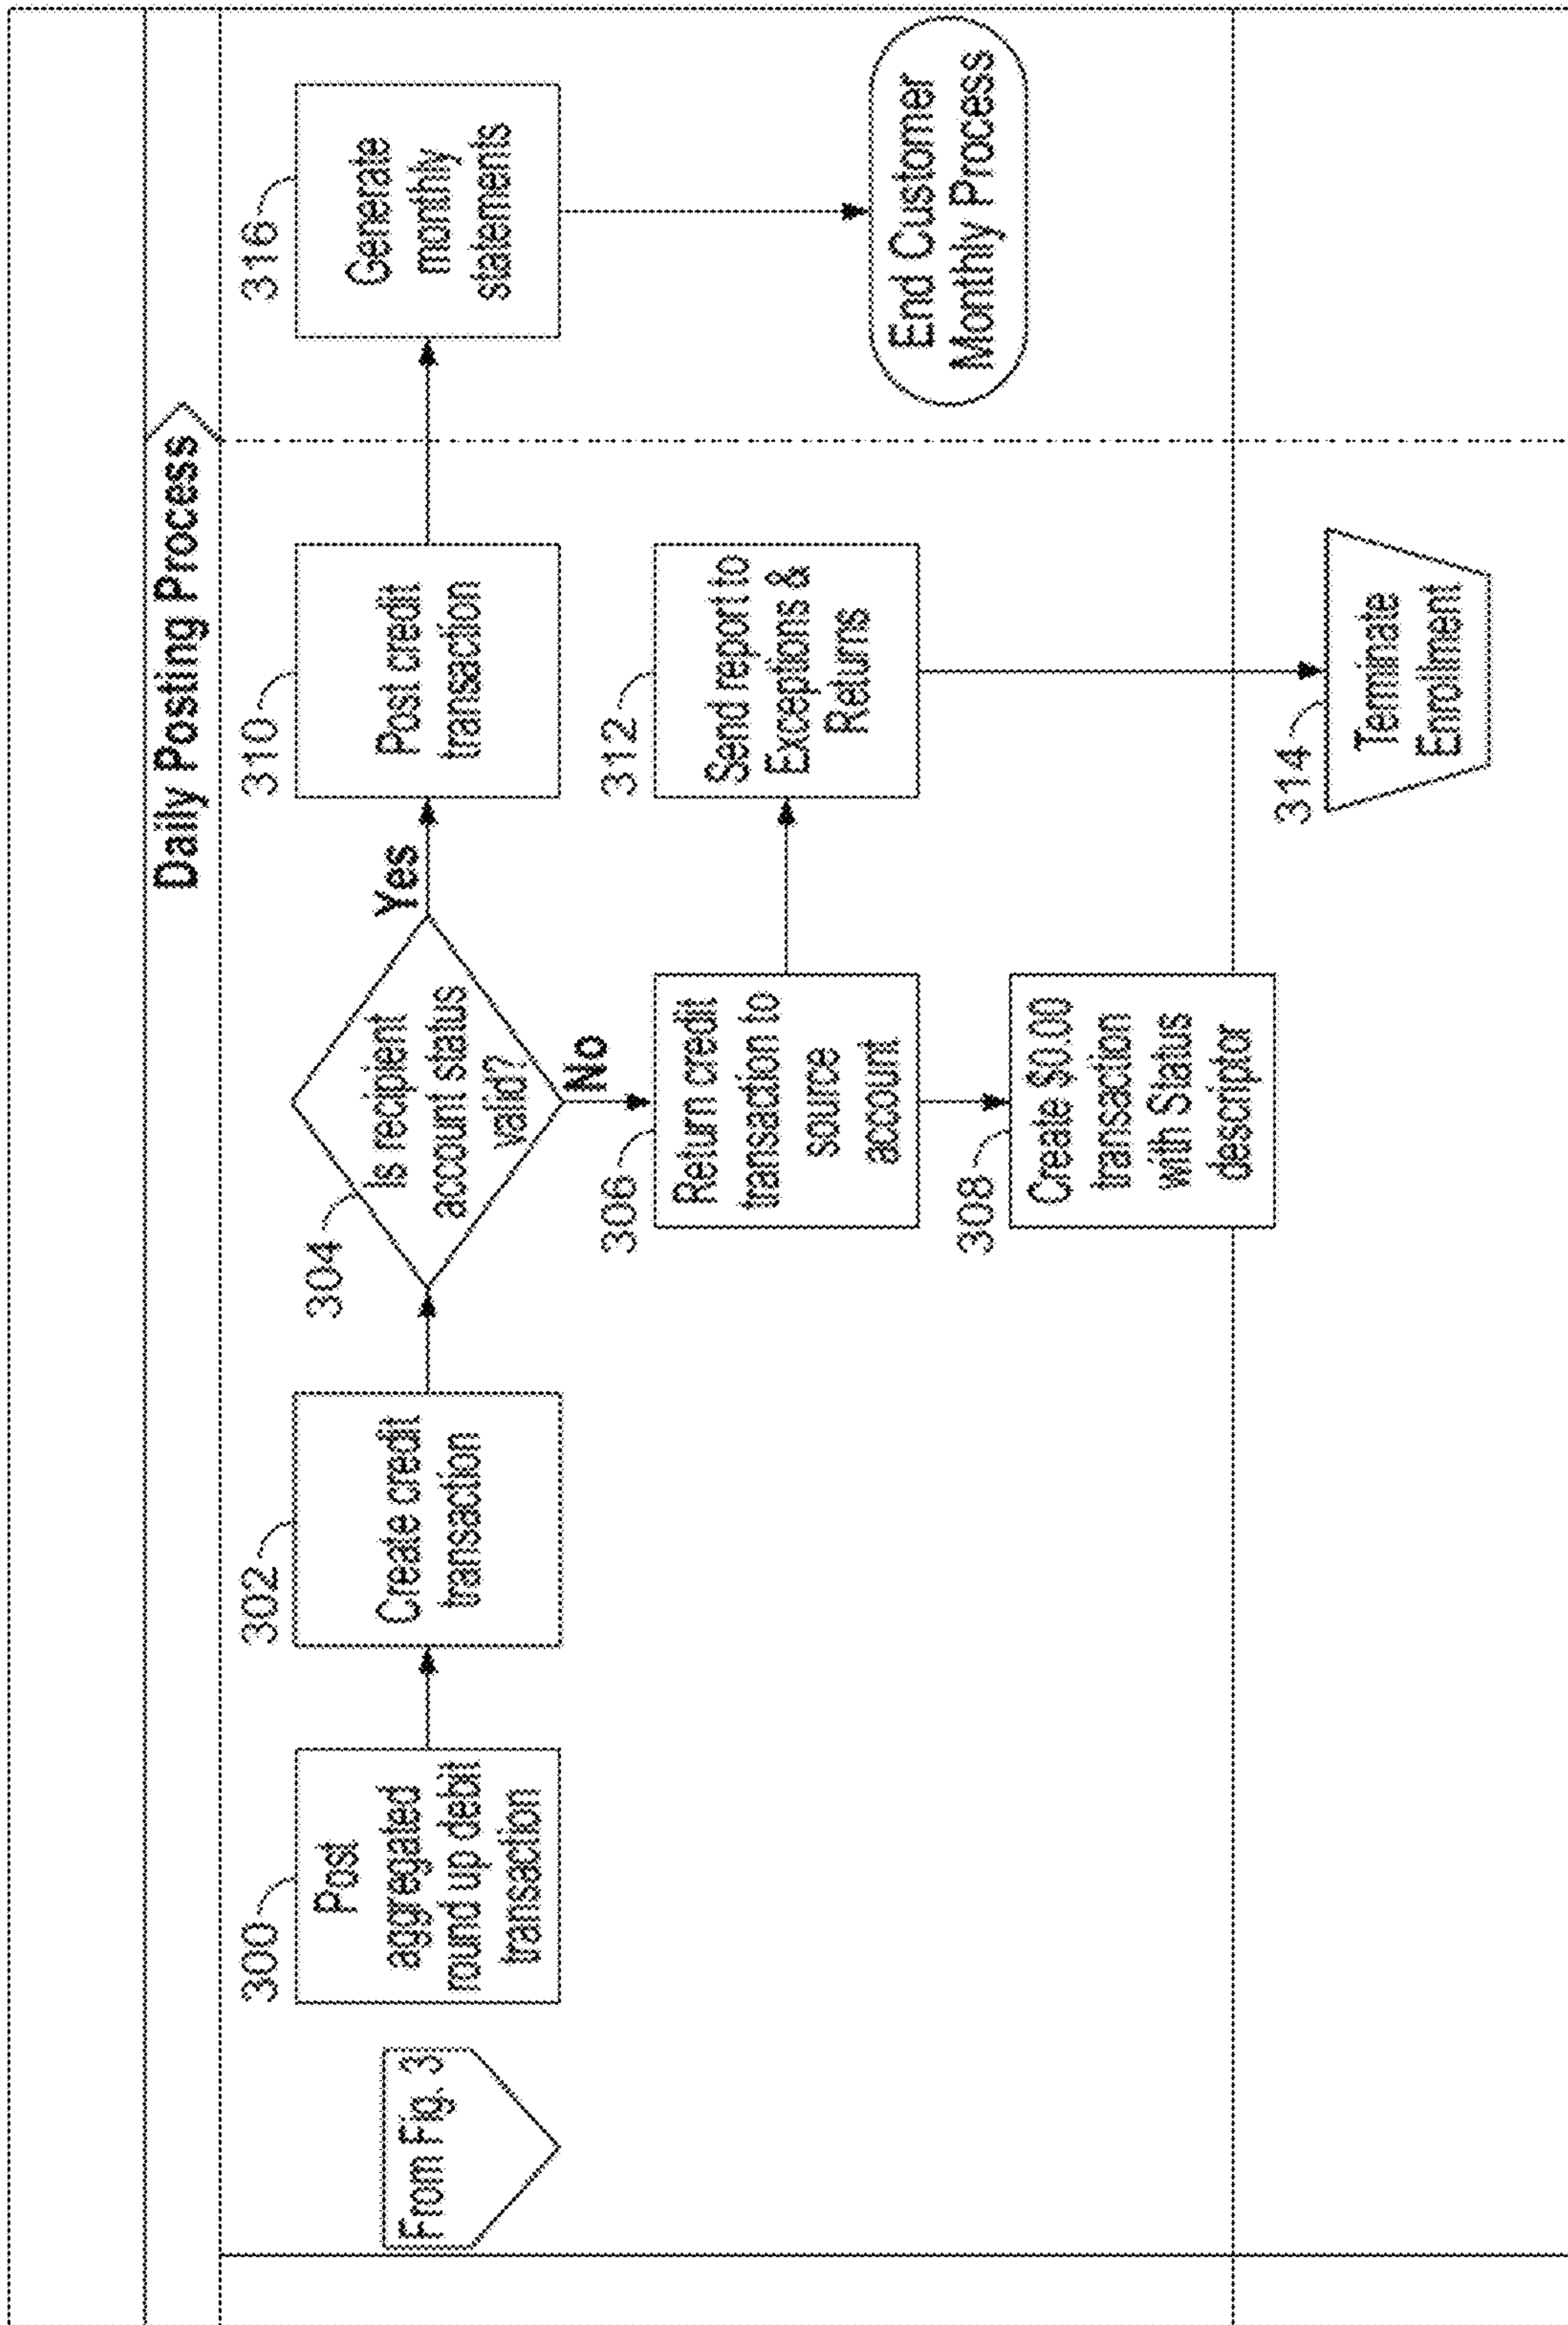 Daily Posting Process
From Fig. 3
300
Post
aggregated
round up debit
transaction
302
Create credit
transaction
304
Is recipient
account status
valid?
Yes
No
310
Post credit
transaction
316
Generate
monthly
statements
306
Return credit
transaction to
source
account
312
Send report to
Exceptions &
Returns
End Customer
Monthly Process
308
Create $0.00
transaction
with Status
descriptor
314
Teminate
Enrollment